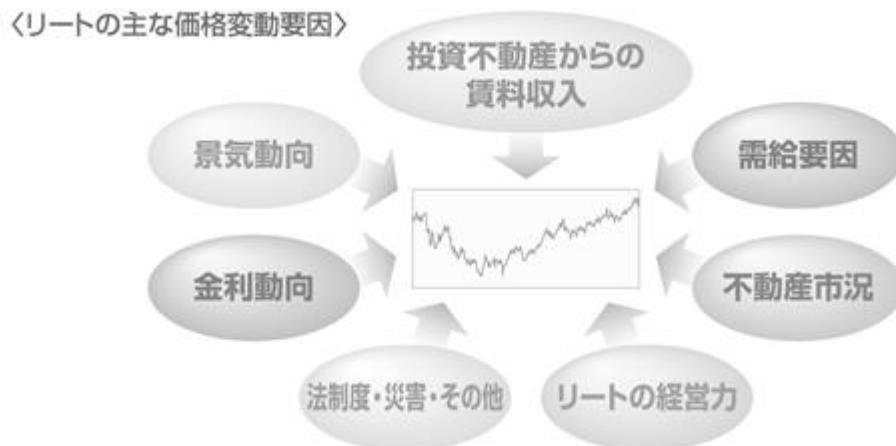 〈リートの主な価格変動要因〉
投資不動産からの
賃料収入
景気動向
需給要因
金利動向
不動産市況
法制度・災害・その他
リートの経営力